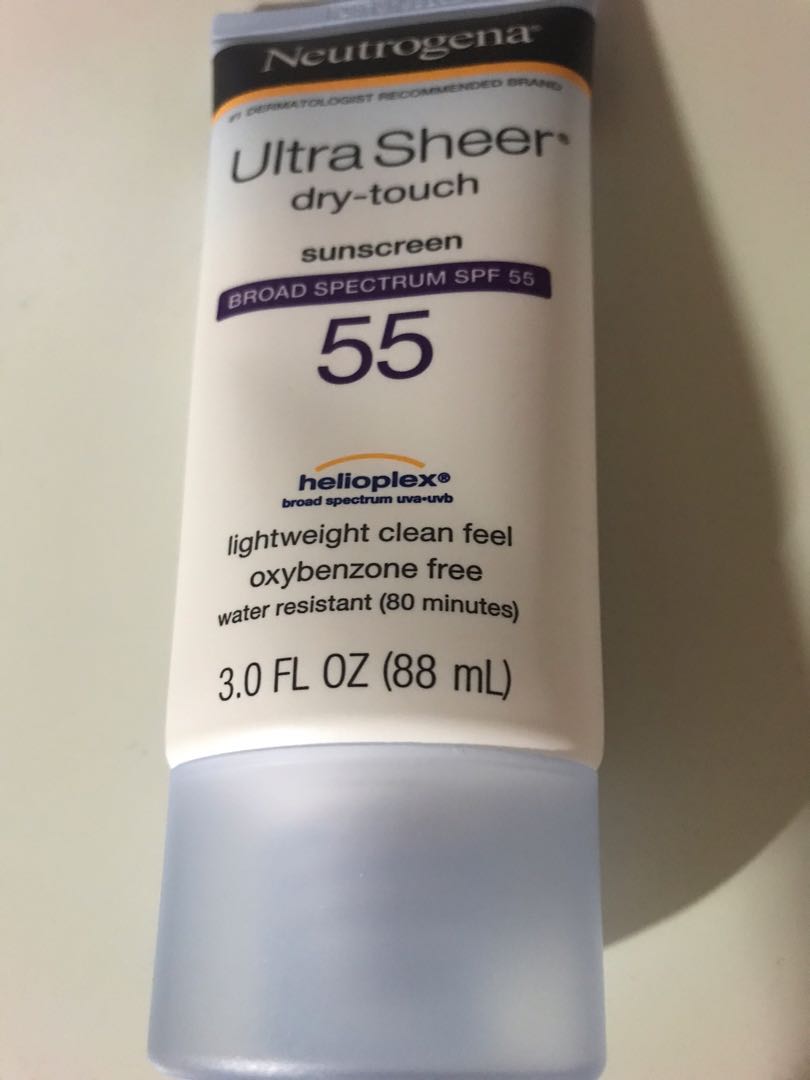 Neutrogena®
#1 DERMATOLOGIST RECOMMENDED BRAND
Ultra Sheer®
dry-touch
sunscreen
BROAD SPECTRUM SPF 55
55
helioplex®
broad spectrum uva•uvb
lightweight clean feel
oxybenzone free
water resistant (80 minutes)
3.0 FL OZ (88 mL)